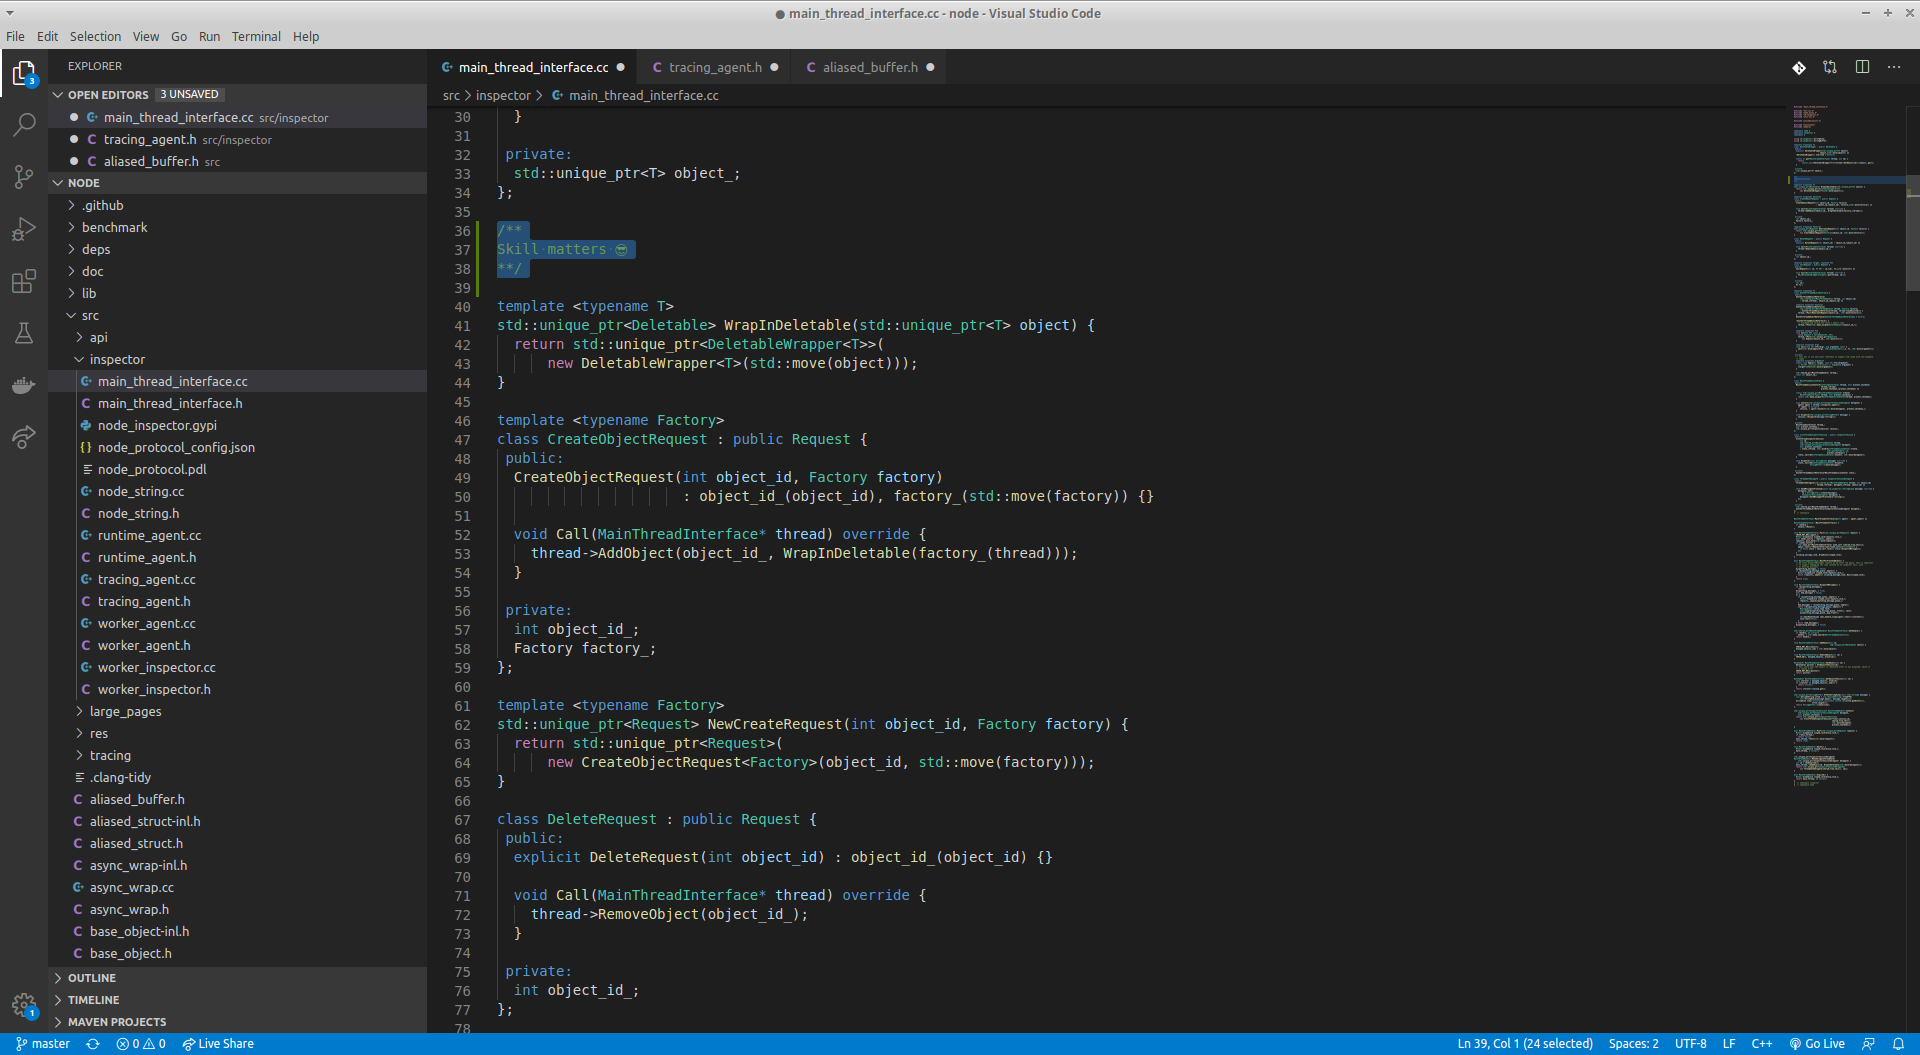 main_thread_interface.cc - node - Visual Studio Code
File Edit Selection View Go Run Terminal Help
EXPLORER
OPEN EDITORS 3 UNSAVED
main_thread_interface.cc src/inspector
tracing_agent.h src/inspector
aliased_buffer.h src
NODE
.github
benchmark
deps
doc
lib
src
api
inspector
main_thread_interface.cc
main_thread_interface.h
node_inspector.gypi
{} node_protocol_config.json
node_protocol.pdl
node_string.cc
C node_string.h
runtime_agent.cc
C runtime_agent.h
tracing_agent.cc
C tracing_agent.h
worker_agent.cc
C worker_agent.h
worker_inspector.cc
C worker_inspector.h
large_pages
res
tracing
.clang-tidy
C aliased_buffer.h
C aliased_struct-inl.h
C aliased_struct.h
C async_wrap-inl.h
async_wrap.cc
C async_wrap.h
C base_object-inl.h
C base_object.h
OUTLINE
TIMELINE
MAVEN PROJECTS
3
1
main_thread_interface.cc C tracing_agent.h C aliased_buffer.h
src > inspector > main_thread_interface.cc
30 }
31
32 private:
33 std::unique_ptr<T> object_;
34 };
35
36 /**
37 Skill matters 😎
38 **/
39
40 template <typename T>
41 std::unique_ptr<Deletable> WrapInDeletable(std::unique_ptr<T> object) {
42 return std::unique_ptr<DeletableWrapper<T>>(
43 new DeletableWrapper<T>(std::move(object)));
44 }
45
46 template <typename Factory>
47 class CreateObjectRequest : public Request {
48 public:
49 CreateObjectRequest(int object_id, Factory factory)
50 : object_id_(object_id), factory_(std::move(factory)) {}
51
52 void Call(MainThreadInterface* thread) override {
53 thread->AddObject(object_id_, WrapInDeletable(factory_(thread)));
54 }
55
56 private:
57 int object_id_;
58 Factory factory_;
59 };
60
61 template <typename Factory>
62 std::unique_ptr<Request> NewCreateRequest(int object_id, Factory factory) {
63 return std::unique_ptr<Request>(
64 new CreateObjectRequest<Factory>(object_id, std::move(factory)));
65 }
66
67 class DeleteRequest : public Request {
68 public:
69 explicit DeleteRequest(int object_id) : object_id_(object_id) {}
70
71 void Call(MainThreadInterface* thread) override {
72 thread->RemoveObject(object_id_);
73 }
74
75 private:
76 int object_id_;
77 };
78
master 0 0 Live Share Ln 39, Col 1 (24 selected) Spaces: 2 UTF-8 LF C++ Go Live